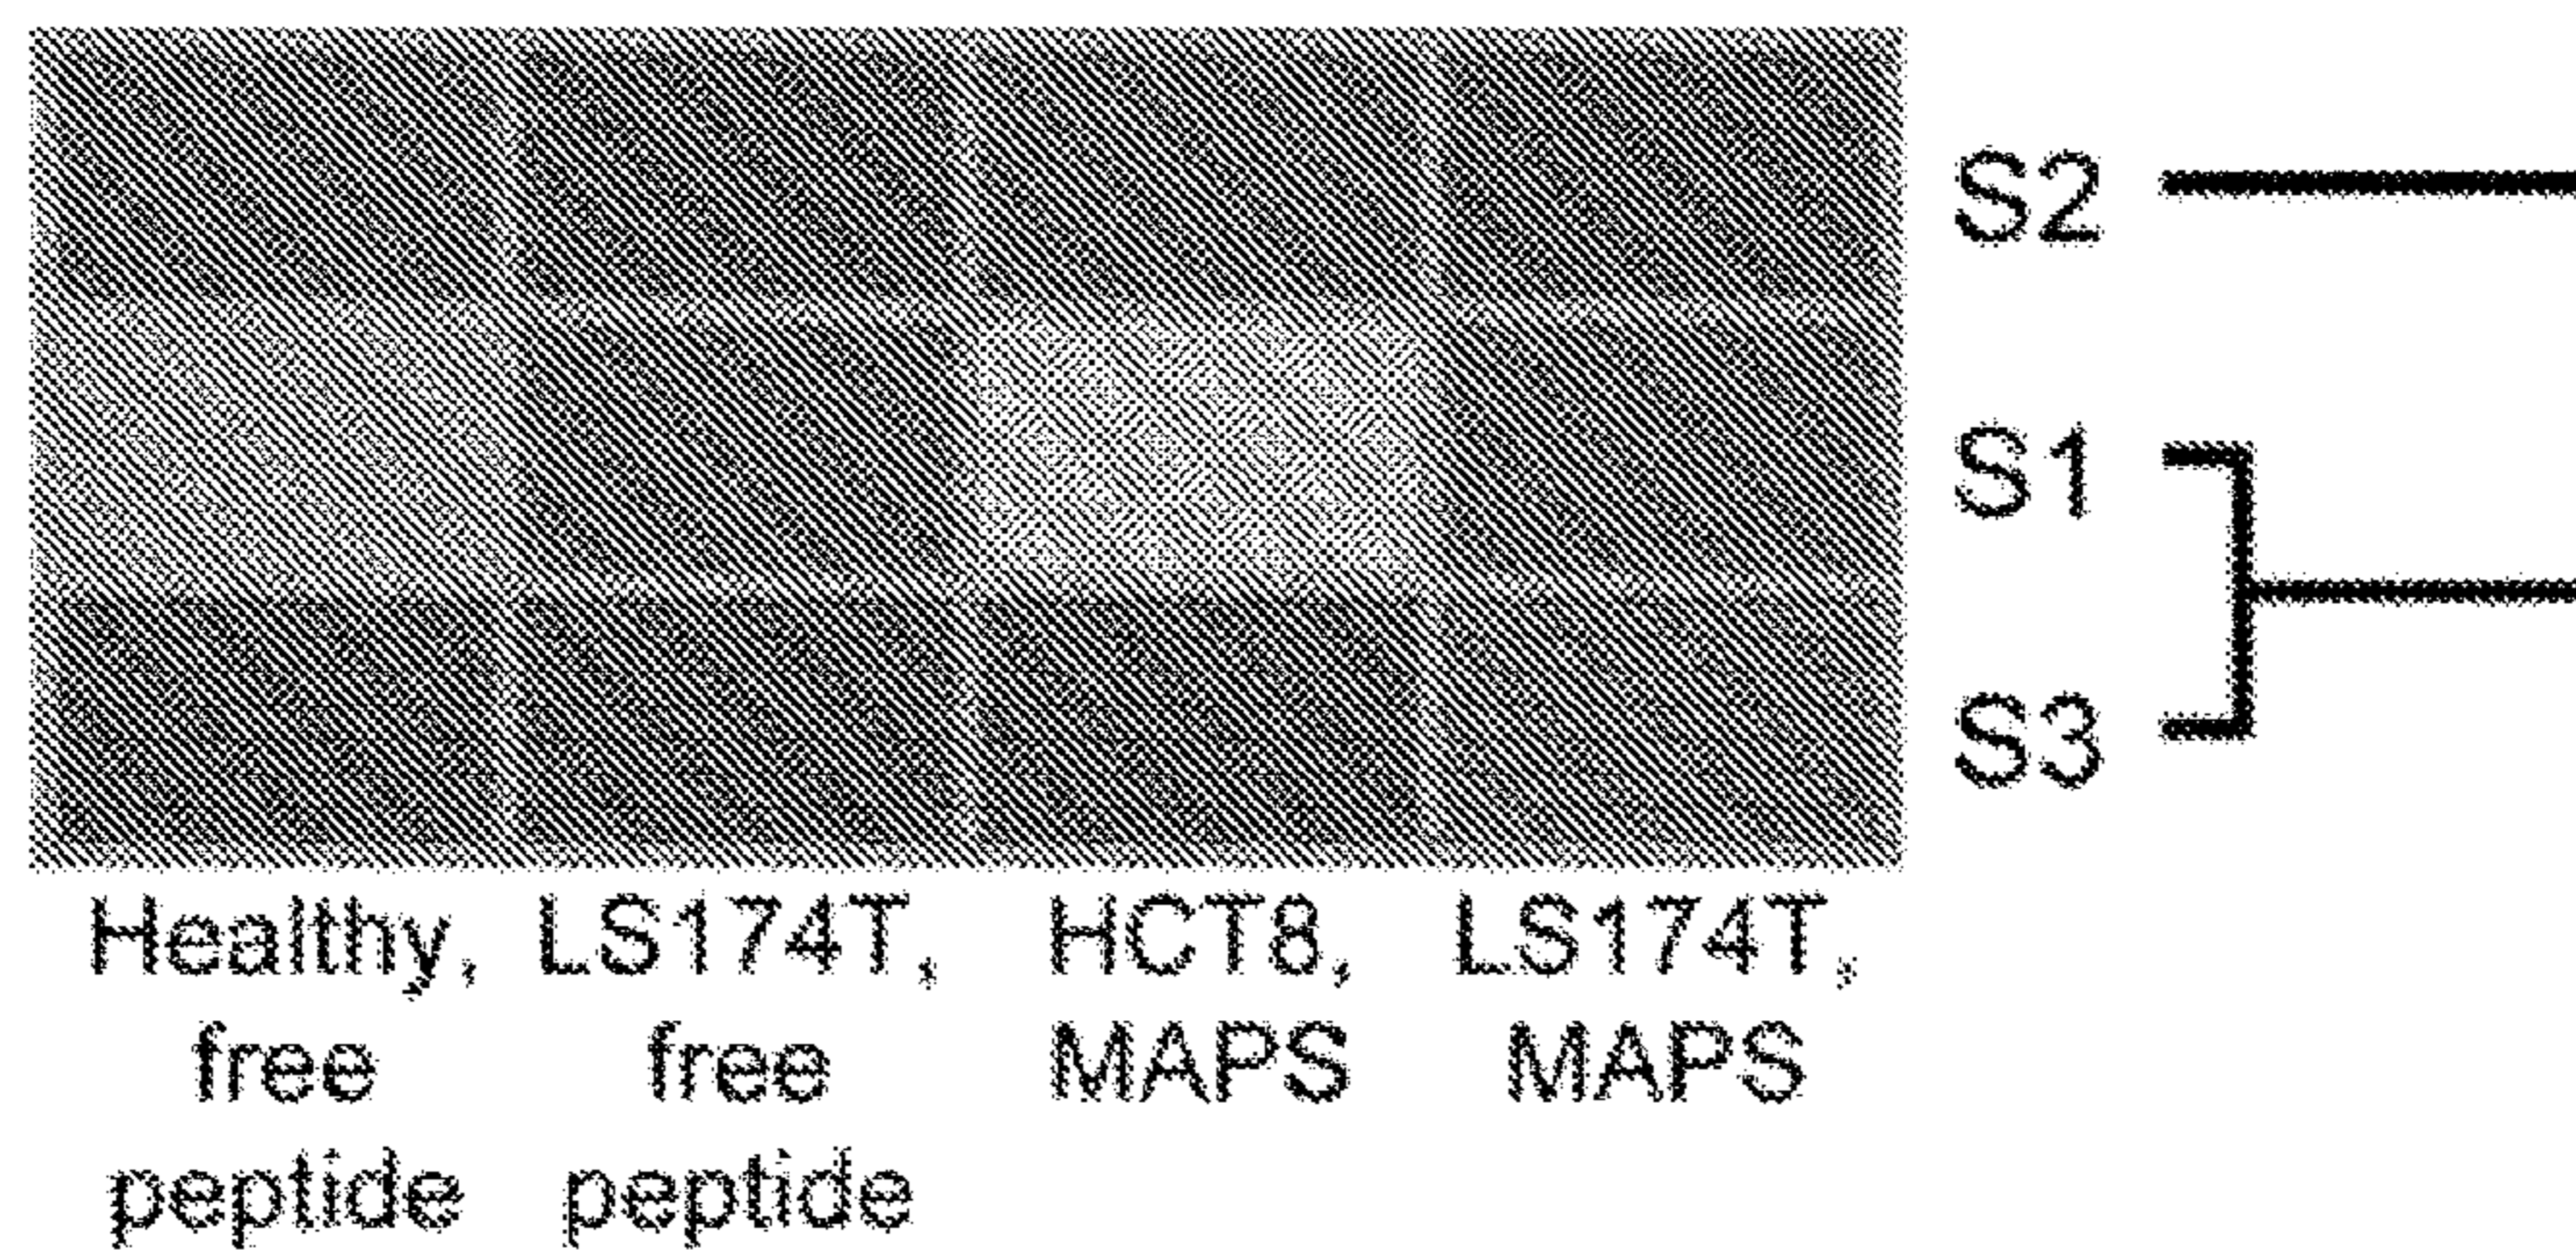 S2
S1
S3
Healthy, LS174T, HCT8, LS174T,
free free MAPS MAPS
peptide peptide